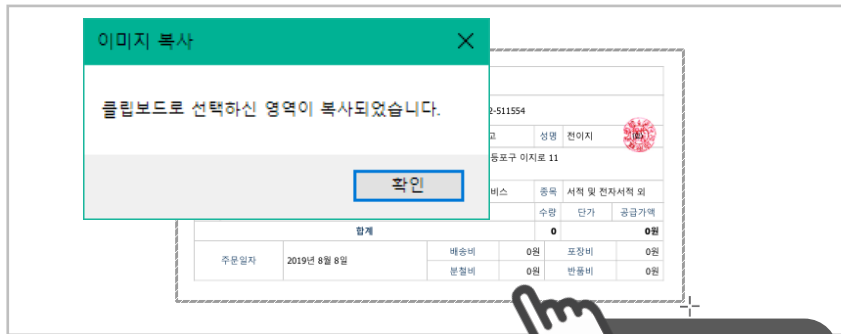 이미지 복사
클립보드로 선택하신 영역이 복사되었습니다.
확인
2-511554
고 성명 전이지
등포구 이지로 11
비스 종목 서적 및 전자서적 외
수량 단가 공급가액
합계 0 0원
주문일자 2019년 8월 8일 배송비 0원 포장비 0원
분철비 0원 반품비 0원